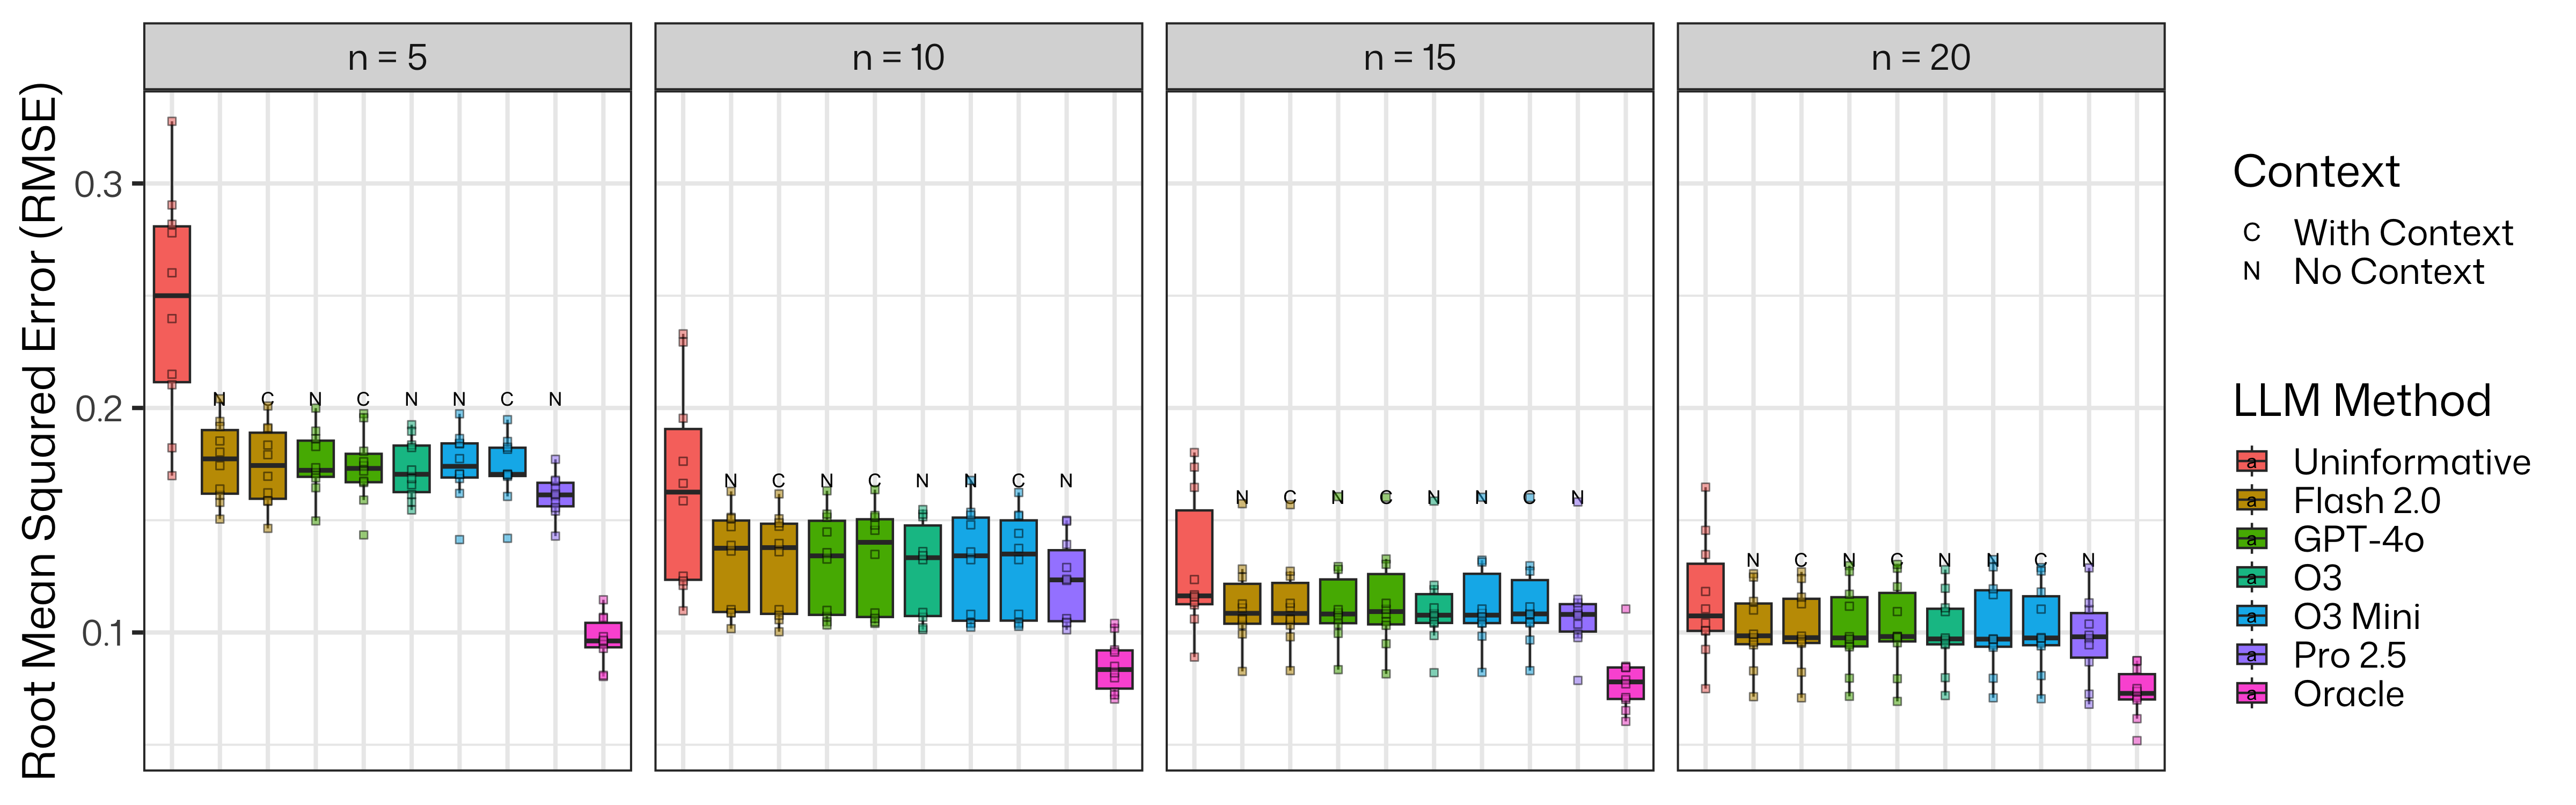 n = 5
n = 10
n = 15
n = 20
Root Mean Squared Error (RMSE)
0.3
0.2
0.1
N C N C N N C N
N C N C N N C N
N C N C N N C N
N C N C N N C N
Context
C With Context
N No Context
LLM Method
a Uninformative
a Flash 2.0
a GPT-4o
a O3
a O3 Mini
a Pro 2.5
a Oracle